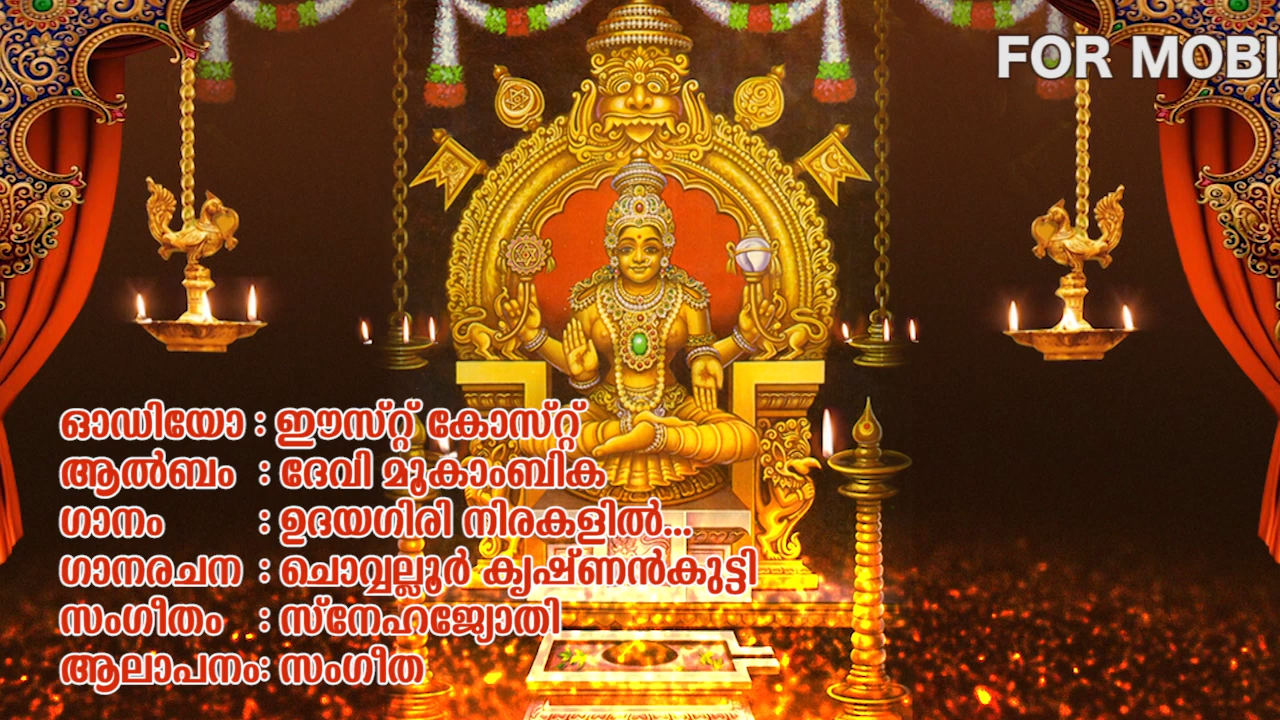 FOR MOBI
ഓഡിയോ : ഈസ്റ്റ് കോസ്റ്റ്
ആൽബം : ദേവി മൂകാംബിക
ഗാനം : ഉദയഗിരി നിരകളിൽ...
ഗാനരചന : ചൊവ്വല്ലൂർ കൃഷ്ണൻകുട്ടി
സംഗീതം : സ്നേഹജ്യോതി
ആലാപനം: സംഗീത